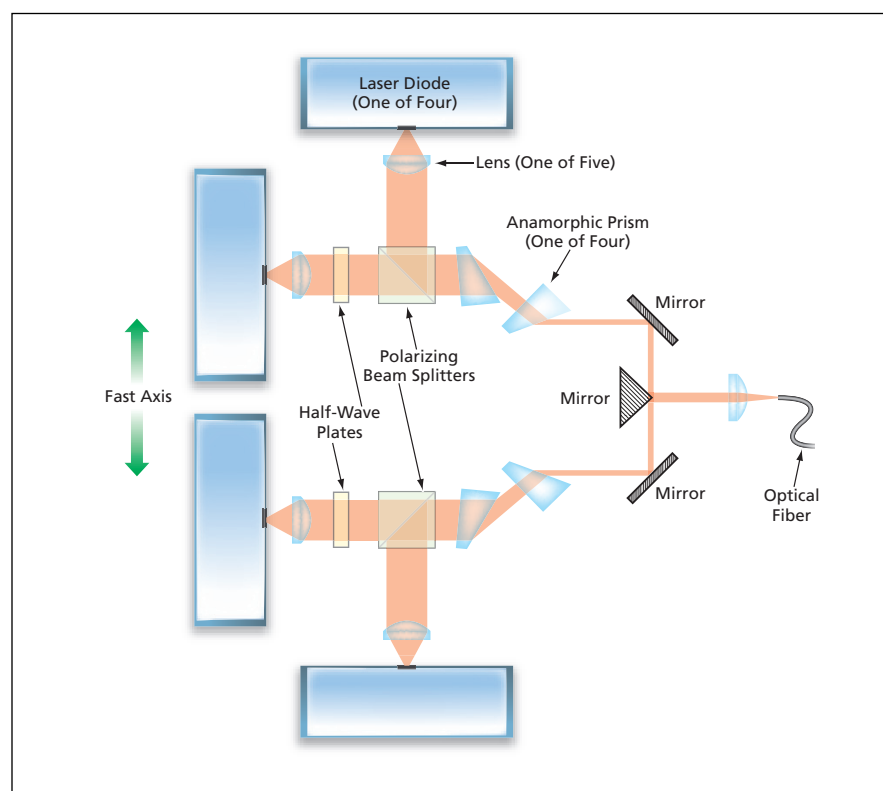 Laser Diode
(One of Four)
Lens (One of Five)
Anamorphic Prism
(One of Four)
Mirror
Polarizing
Beam Splitters
Fast Axis
Mirror
Half-Wave
Plates
Mirror
Optical
Fiber